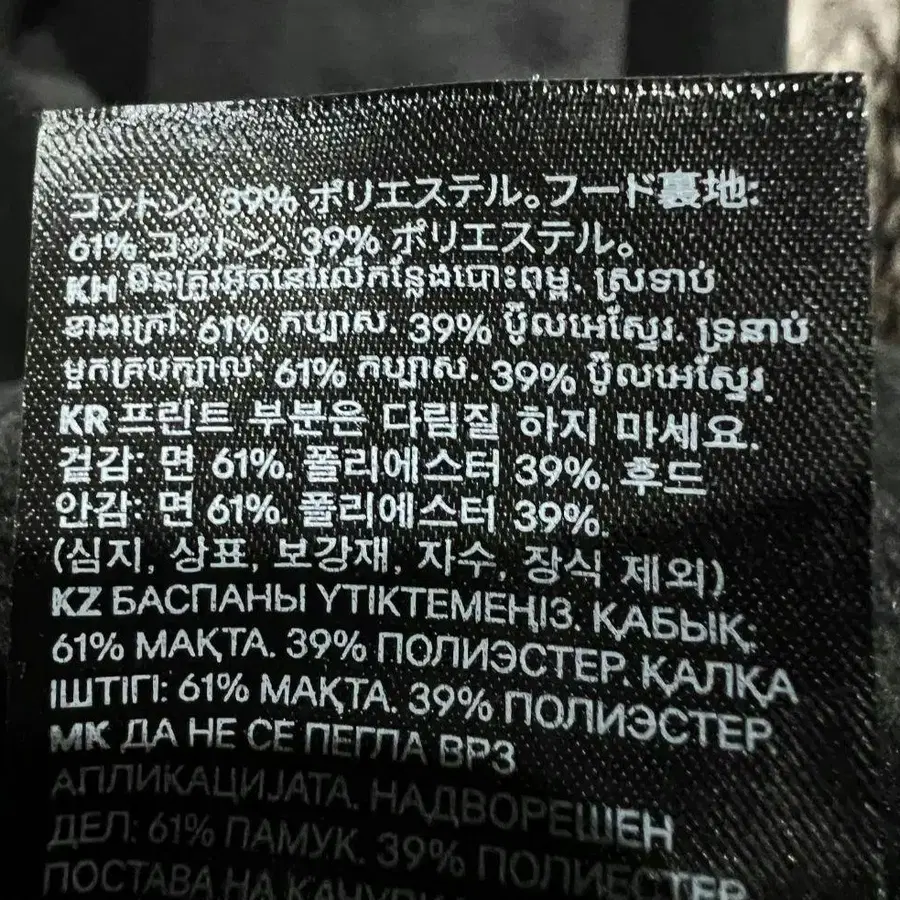 コットン。39% ポリエステル。フード裏地:
61% コットン。39% ポリエステル。
KH មិនត្រូវអ៊ុតនៅលើកន្លែងបោះពុម្ព. ស្រទាប់
ខាងក្រៅ: 61% កប្បាស. 39% ប៉ូលីអេស្ទែរ. ទ្រនាប់
មួកគ្របក្បាល: 61% កប្បាស. 39% ប៉ូលីអេស្ទែរ.
KR 프린트 부분은 다림질 하지 마세요.
겉감: 면 61%. 폴리에스터 39%. 후드
안감: 면 61%. 폴리에스터 39%.
(심지, 상표, 보강재, 자수, 장식 제외)
KZ БАСПАНЫ ҮТІКТЕМЕҢІЗ. ҚАБЫҚ:
61% МАҚТА. 39% ПОЛИЭСТЕР. ҚАЛҚА
ІШТІГІ: 61% МАҚТА. 39% ПОЛИЭСТЕР.
МК ДА НЕ СЕ ПЕГЛА ВРЗ
АПЛИКАЦИЈАТА. НАДВОРЕШЕН
ДЕЛ: 61% ПАМУК. 39% ПОЛИЕСТЕР.
ПОСТАВА НА